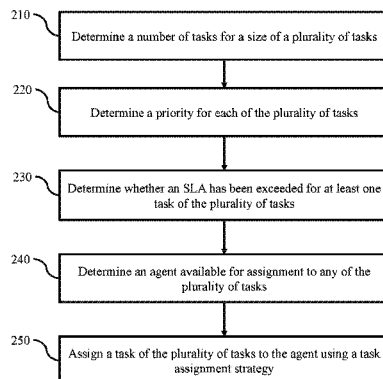 210
Determine a number of tasks for a size of a plurality of tasks
220
Determine a priority for each of the plurality of tasks
230
Determine whether an SLA has been exceeded for at least one
task of the plurality of tasks
240
Determine an agent available for assignment to any of the
plurality of tasks
250
Assign a task of the plurality of tasks to the agent using a task
assignment strategy